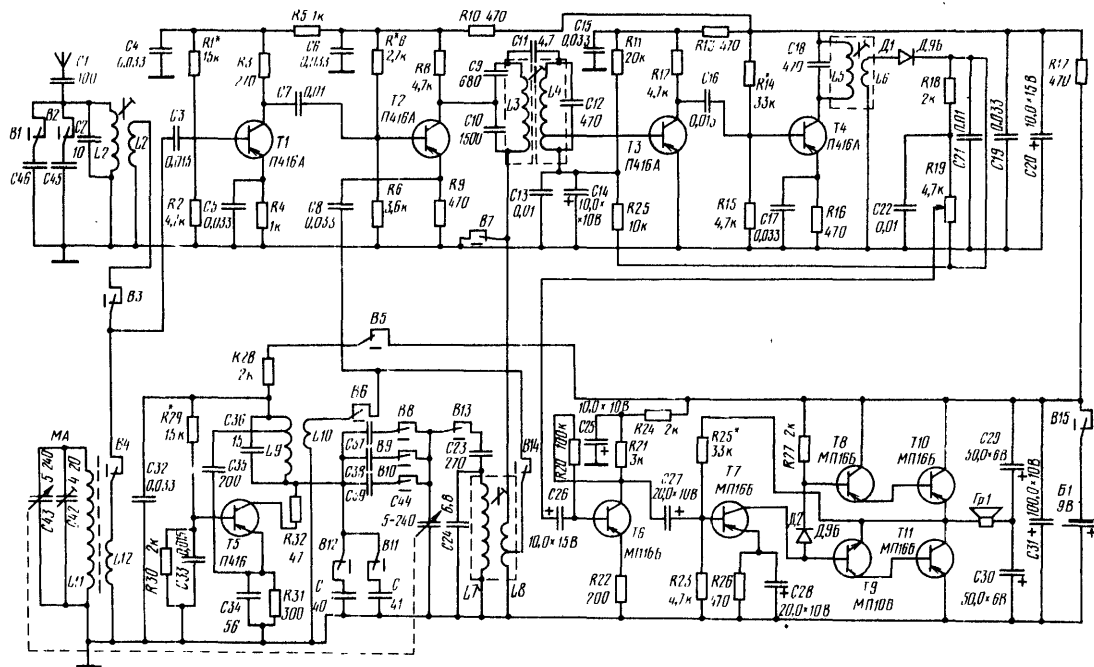 C1
100
B1
B2
C46
C2
10
C45
L2
L2
C4
0,033
R1*
15к
R2
C3
0,015
R5 1к
R3
270
T1
П416А
C5
0,033
R4
1к
C6
0,033
C7
0,01
2,7к
T2
П416А
R8
4,7к
R6
3,6к
C8
0,033
R9
470
R10 470
C9
680
C10
1500
C11
4,7
L3
L4
C12
470
C13
0,01
C14
10,0×
×10В
B7
C15
0,033
R11
20к
R25
10к
R17
4,7к
T3
П416А
C16
0,015
R14*
33к
R15
4,7к
T4
П416А
C17
0,033
R16
470
C18
470
L5
L6
Д1
Д9Б
R18
2к
R19
4,7к
C22
0,01
C21
0,01
C19
0,033
C20
10,0×15В
R17
470
B3
B4
B5
B6
2к
MA
C43
5 240
C42
4 20
L11
L12
C32
0,033
R29*
15к
R30
2к
C33
0,015
C36
15
C35
200
L9
T5
П416
R32
47
C34
56
R31
300
L10
C37
B8
B9
C38
B10
C39
C44
B12
C
40
B11
C
41
B13
C23
270
5-240
C24
6,8
L7
L8
B14
C26
10,0×15В
R20
100к
C25
10,0×10В
R24
2к
R21
3к
T6
МП16Б
R22
200
C27
20,0×10В
R25*
33к
R23
4,7к
T7
МП16Б
R26
470
C28
20,0×10В
R27
2к
Д2
Д9Б
T8
МП16Б
T9
МП10В
T10
МП16Б
T11
МП16Б
Гр1
C29
50,0×6В
C30
50,0×6В
C31
100,0×10В
B15
Б1
9В